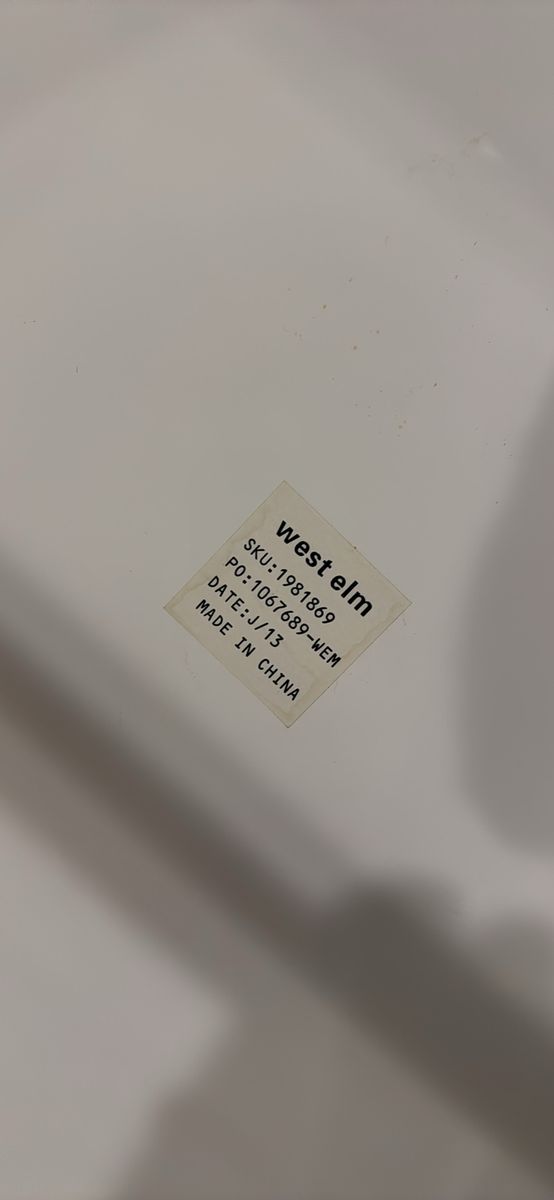 west elm
SKU:1981869
PO:1067689-WEM
DATE:J/13
MADE IN CHINA